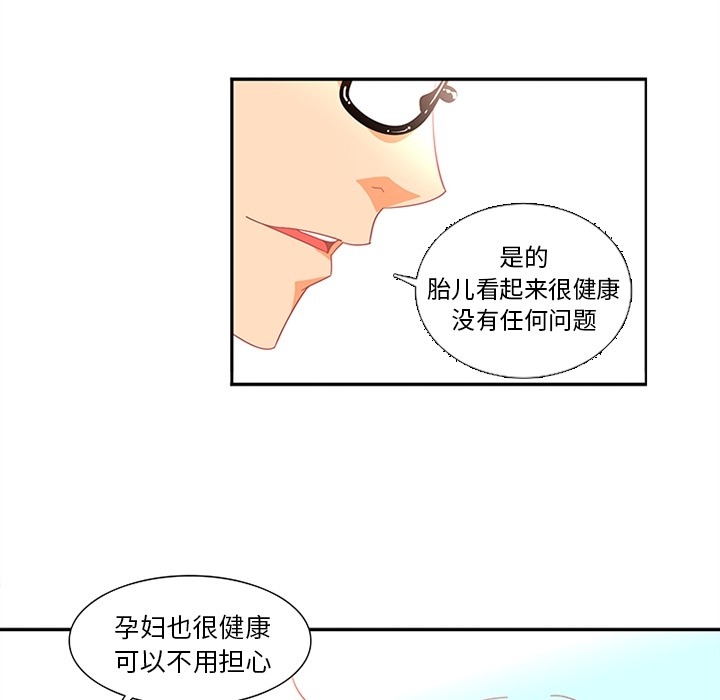 是的
胎儿看起来很健康
没有任何问题
孕妇也很健康
可以不用担心